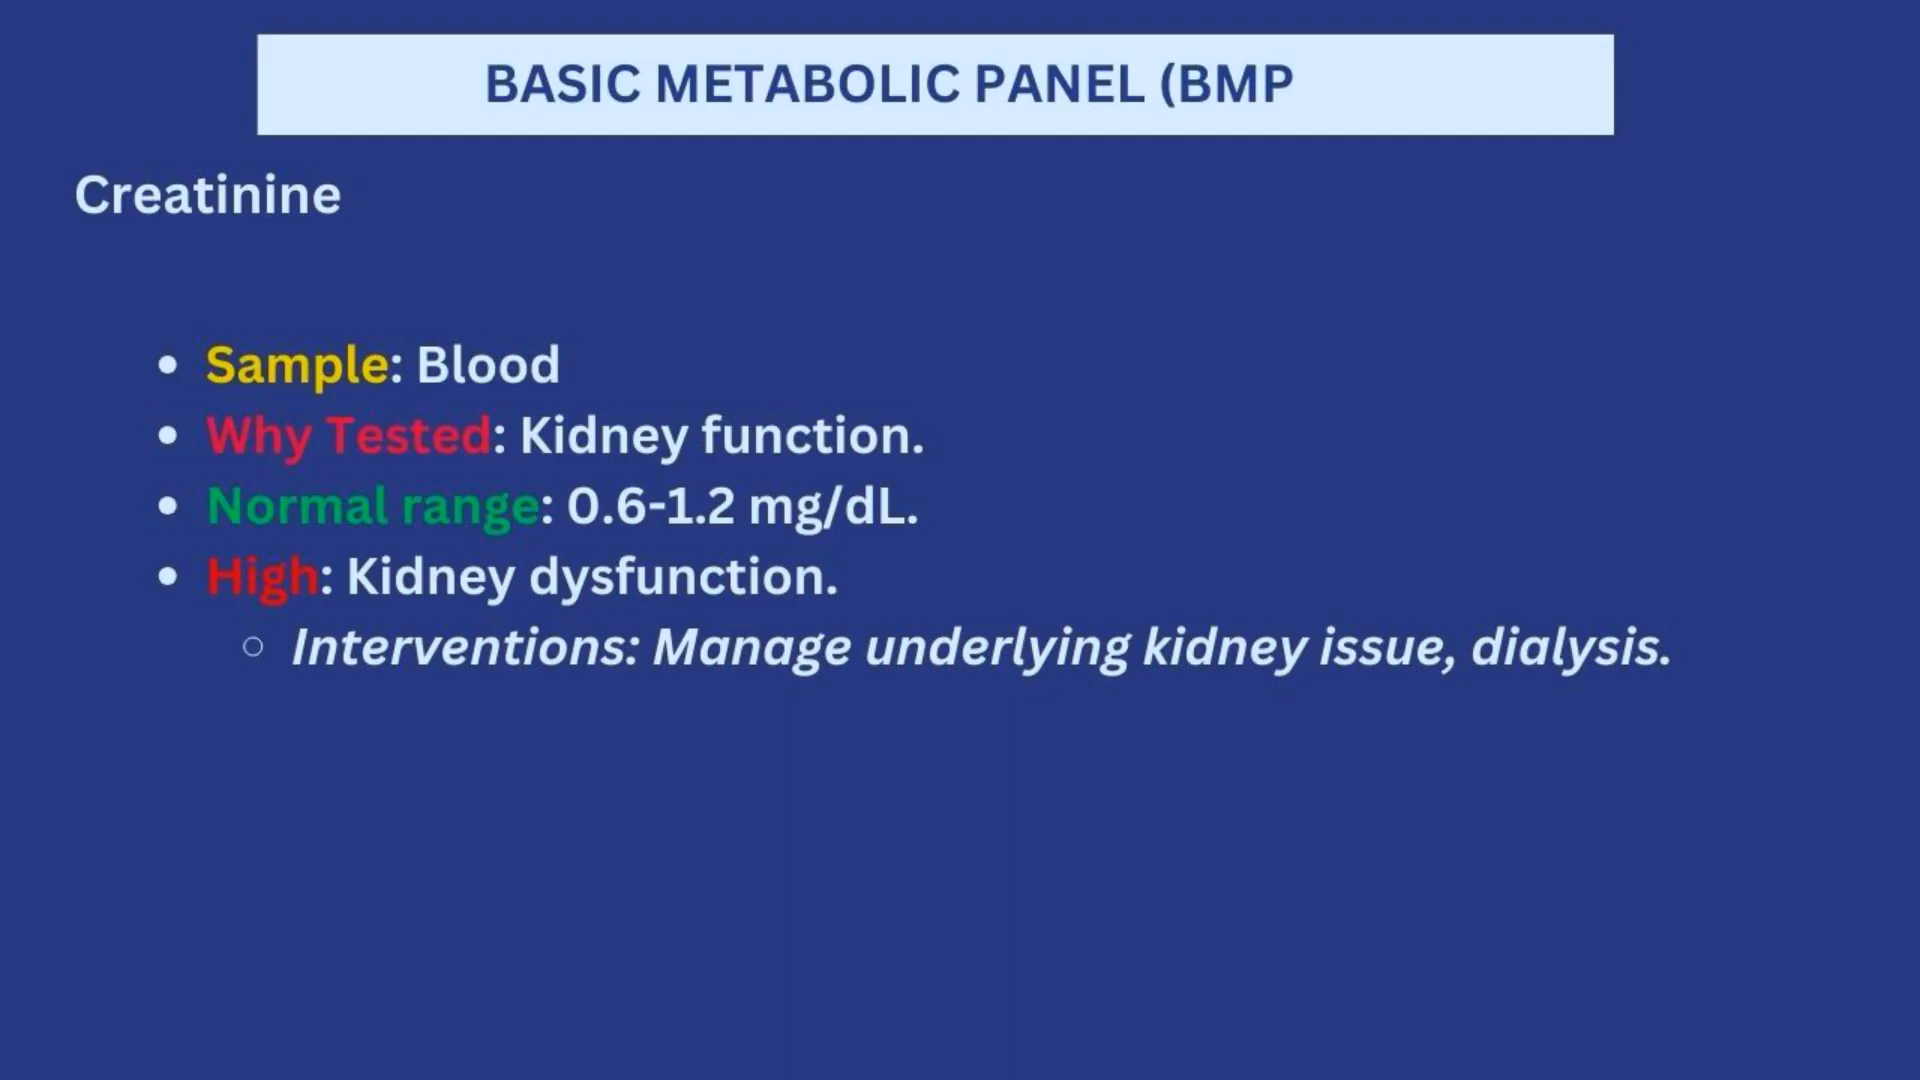 BASIC METABOLIC PANEL (BMP
Creatinine
• Sample: Blood
• Why Tested: Kidney function.
• Normal range: 0.6-1.2 mg/dL.
• High: Kidney dysfunction.
○ Interventions: Manage underlying kidney issue, dialysis.